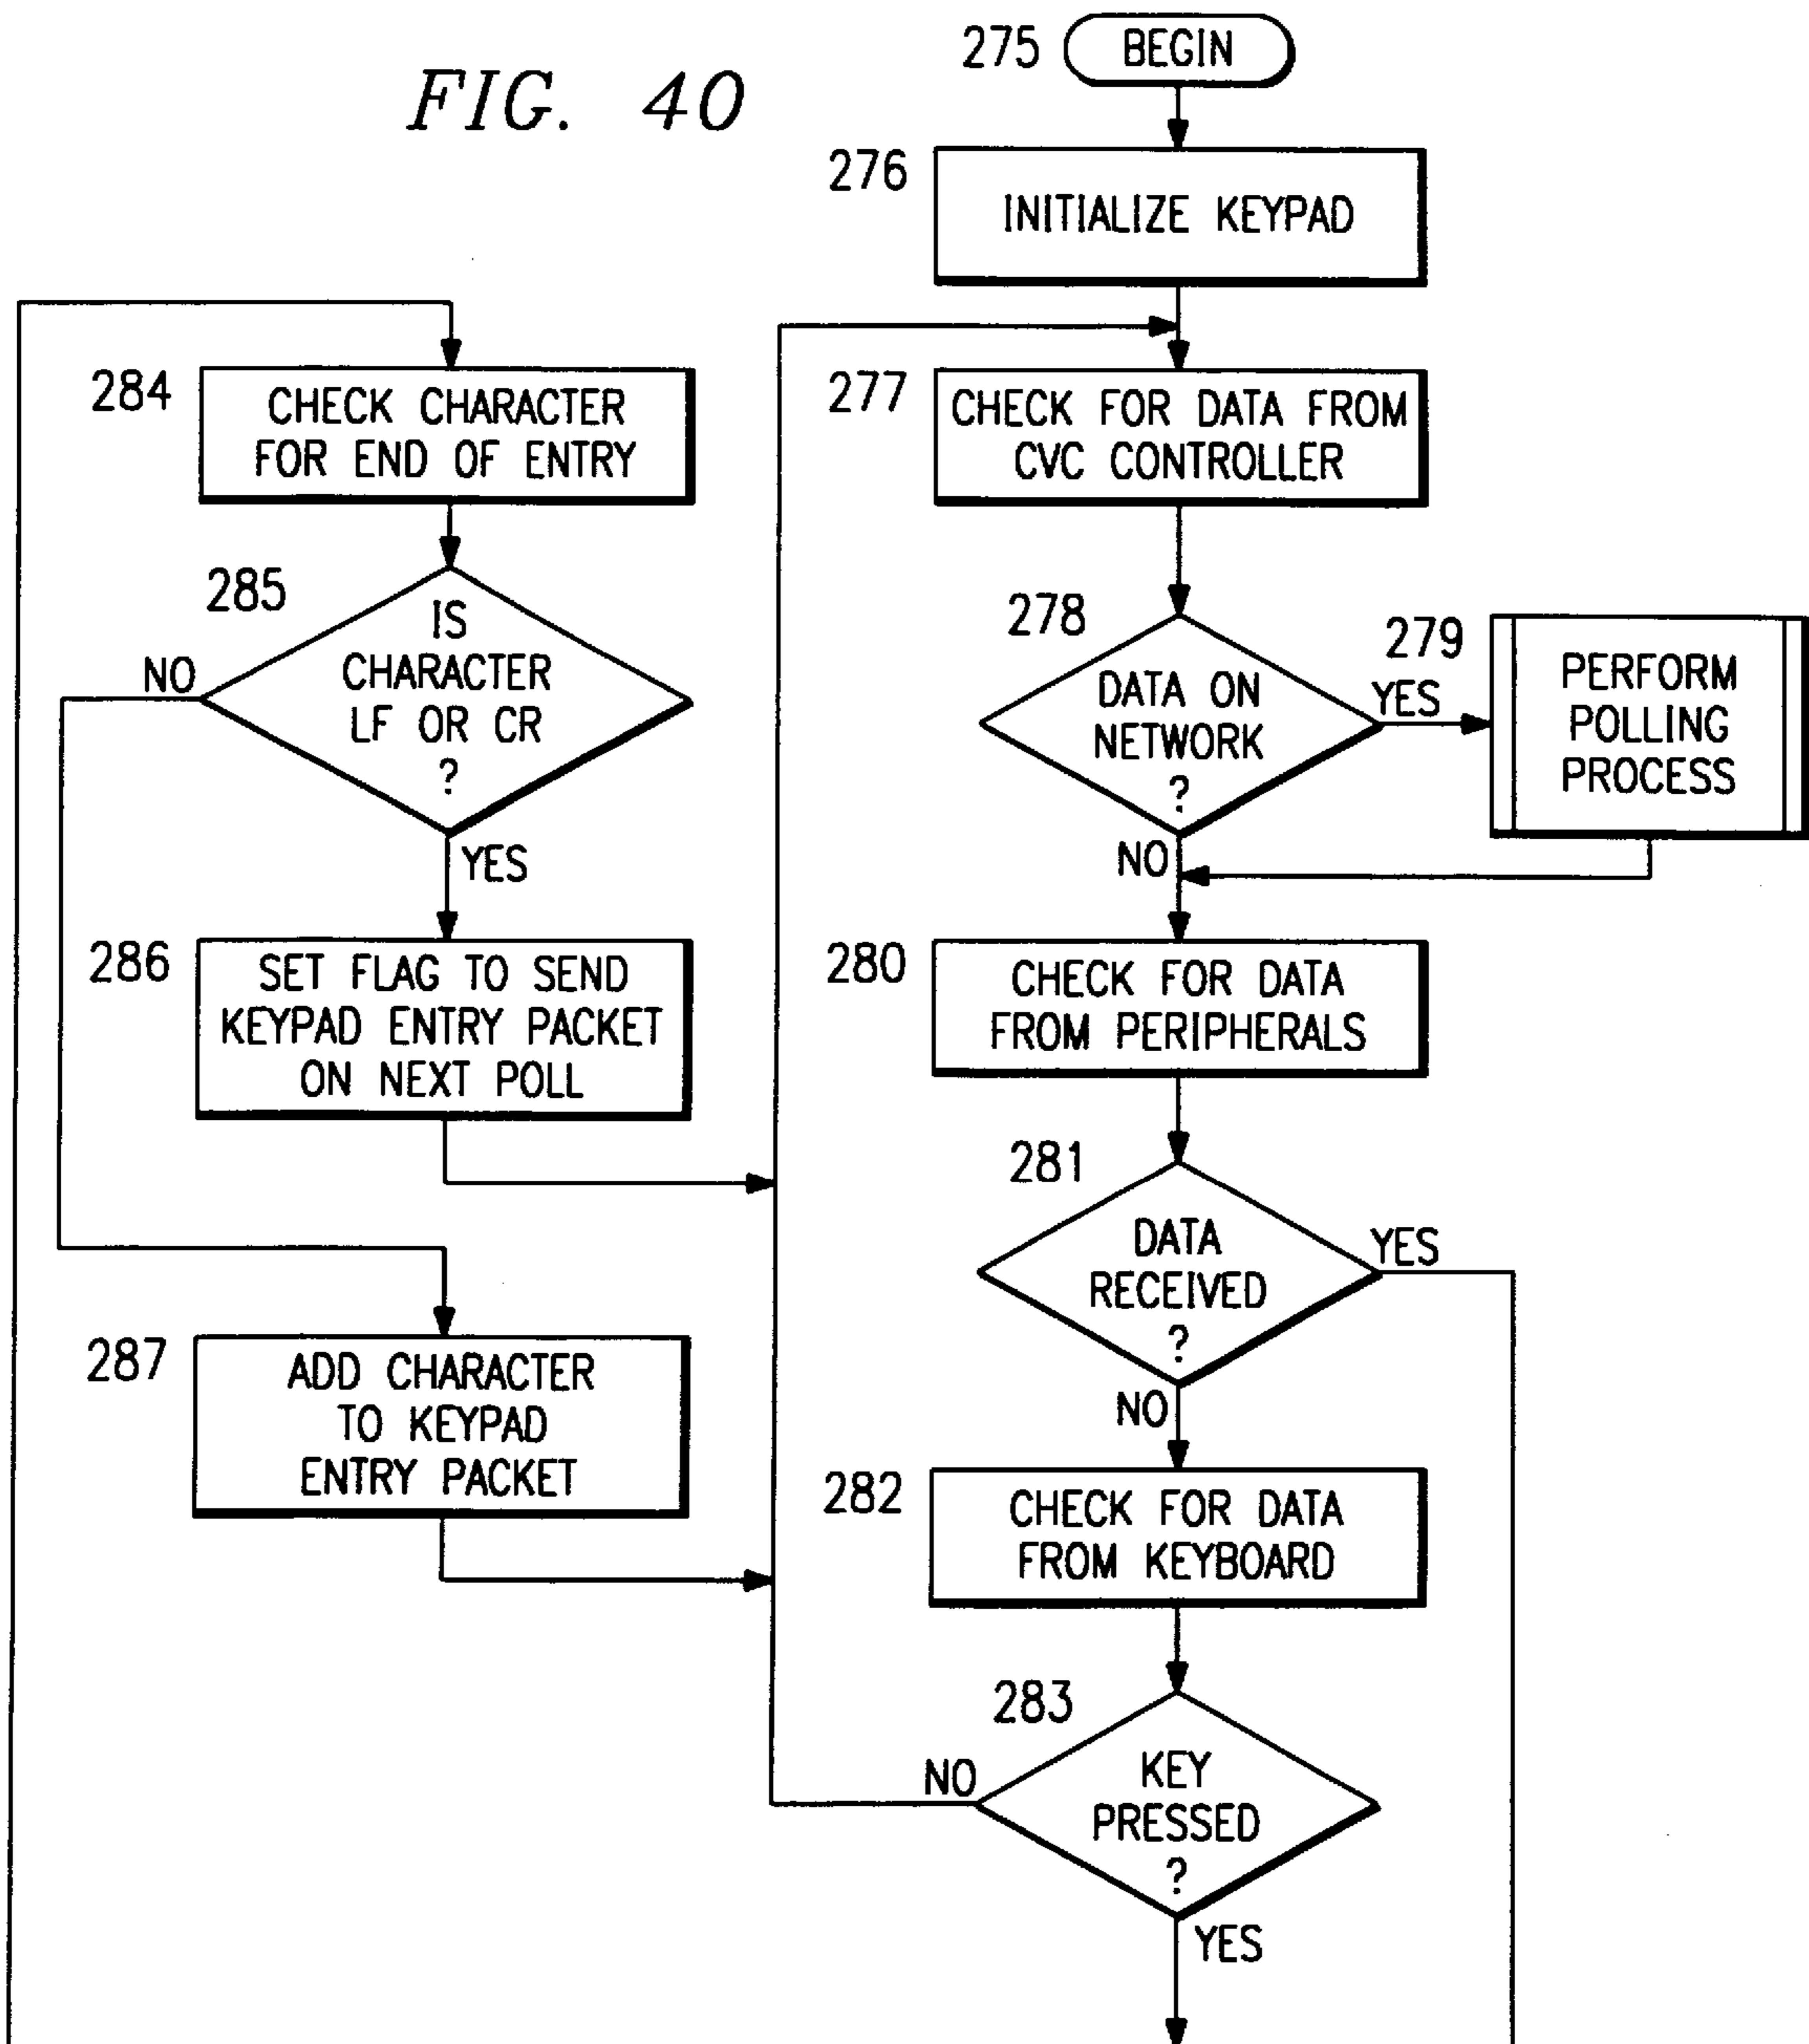 FIG. 40
275
BEGIN
276
INITIALIZE KEYPAD
277
CHECK FOR DATA FROM
CVC CONTROLLER
278
DATA ON
NETWORK
?
YES
NO
279
PERFORM
POLLING
PROCESS
280
CHECK FOR DATA
FROM PERIPHERALS
281
DATA
RECEIVED
?
YES
NO
282
CHECK FOR DATA
FROM KEYBOARD
283
KEY
PRESSED
?
NO
YES
284
CHECK CHARACTER
FOR END OF ENTRY
285
IS
CHARACTER
LF OR CR
?
NO
YES
286
SET FLAG TO SEND
KEYPAD ENTRY PACKET
ON NEXT POLL
287
ADD CHARACTER
TO KEYPAD
ENTRY PACKET